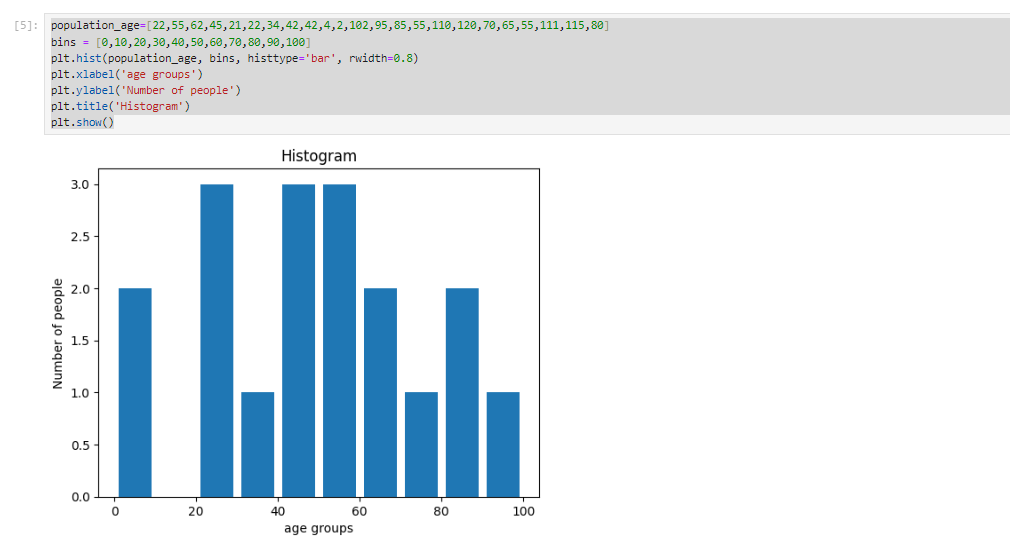 [5]: population_age=[22,55,62,45,21,22,34,42,42,4,2,102,95,85,55,110,120,70,65,55,111,115,80]
bins = [0,10,20,30,40,50,60,70,80,90,100]
plt.hist(population_age, bins, histtype='bar', rwidth=0.8)
plt.xlabel('age groups')
plt.ylabel('Number of people')
plt.title('Histogram')
plt.show()
Histogram
3.0
2.5
2.0
1.5
1.0
0.5
0.0
Number of people
0 20 40 60 80 100
age groups